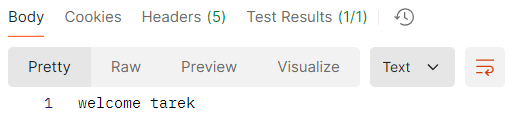 Body Cookies Headers (5) Test Results (1/1)
Pretty Raw Preview Visualize Text
1 welcome tarek